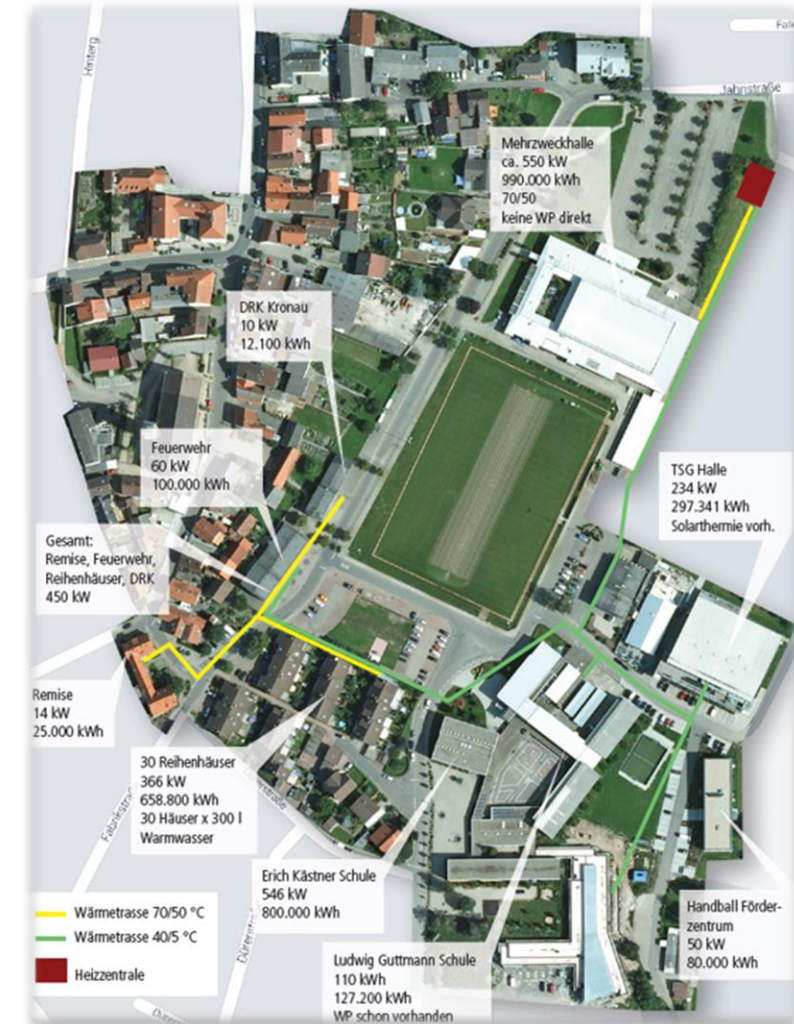 Hinterg.
Jahnstraße
Mehrzweckhalle
ca. 550 kW
990.000 kWh
70/50
keine WP direkt
DRK Kronau
10 kW
12.100 kWh
Feuerwehr
60 kW
100.000 kWh
TSG Halle
234 kW
297.341 kWh
Solarthermie vorh.
Gesamt:
Remise, Feuerwehr,
Reihenhäuser, DRK
450 kW
Remise
14 kW
25.000 kWh
30 Reihenhäuser
366 kW
658.800 kWh
30 Häuser x 300 l
Warmwasser
Fabrikstraße
Erich Kästner Schule
546 kW
800.000 kWh
Handball Förder-
zentrum
50 kW
80.000 kWh
Ludwig Guttmann Schule
110 kW
127.200 kWh
WP schon vorhanden
Wärmetrasse 70/50 °C
Wärmetrasse 40/5 °C
Heizzentrale